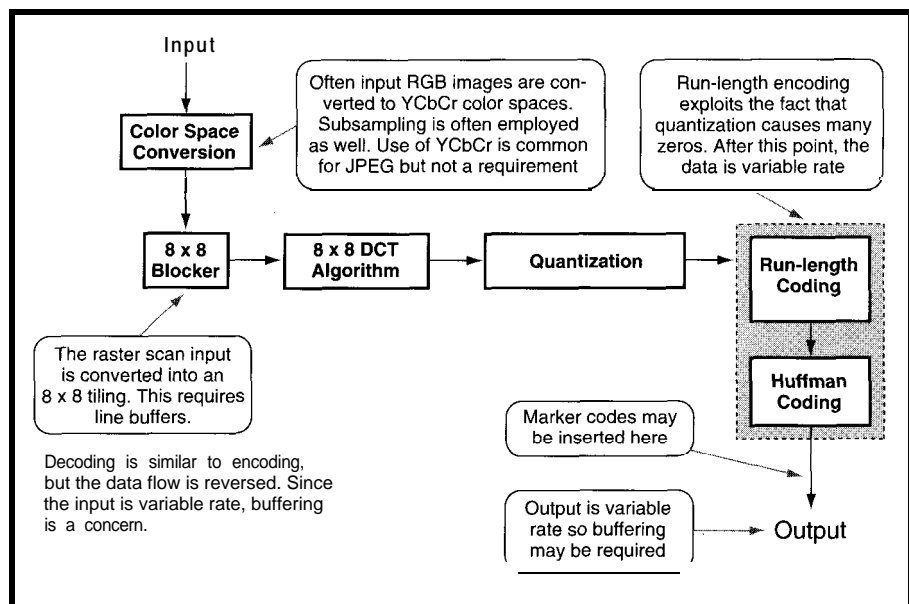 Input
Often input RGB images are con-
verted to YCbCr color spaces.
Subsampling is often employed
as well. Use of YCbCr is common
for JPEG but not a requirement
Run-length encoding
exploits the fact that
quantization causes many
zeros. After this point, the
data is variable rate
Color Space
Conversion
8 x 8
Blocker
8 x 8 DCT
Algorithm
Quantization
Run-length
Coding
The raster scan input
is converted into an
8 x 8 tiling. This requires
line buffers.
Huffman
Coding
Marker codes may
be inserted here
Decoding is similar to encoding,
but the data flow is reversed. Since
the input is variable rate, buffering
is a concern.
Output is variable
rate so buffering
may be required
Output